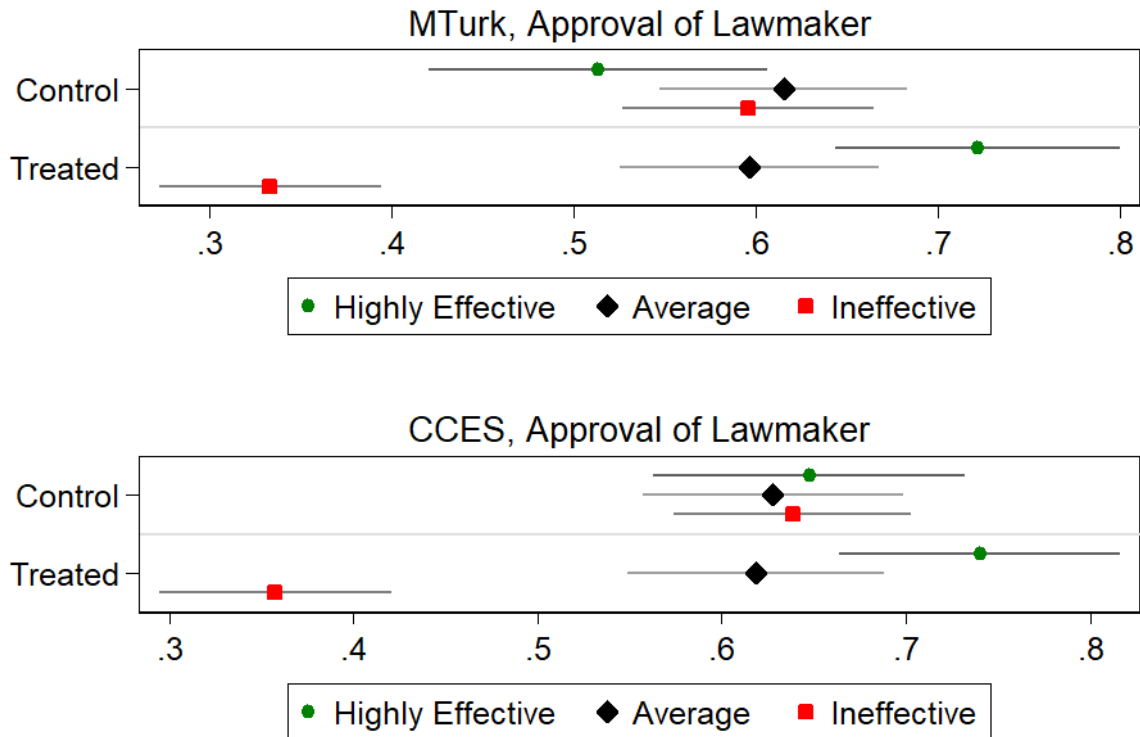 MTurk, Approval of Lawmaker
Control
Treated
.3 .4 .5 .6 .7 .8
Highly Effective Average Ineffective
CCES, Approval of Lawmaker
Control
Treated
.3 .4 .5 .6 .7 .8
Highly Effective Average Ineffective